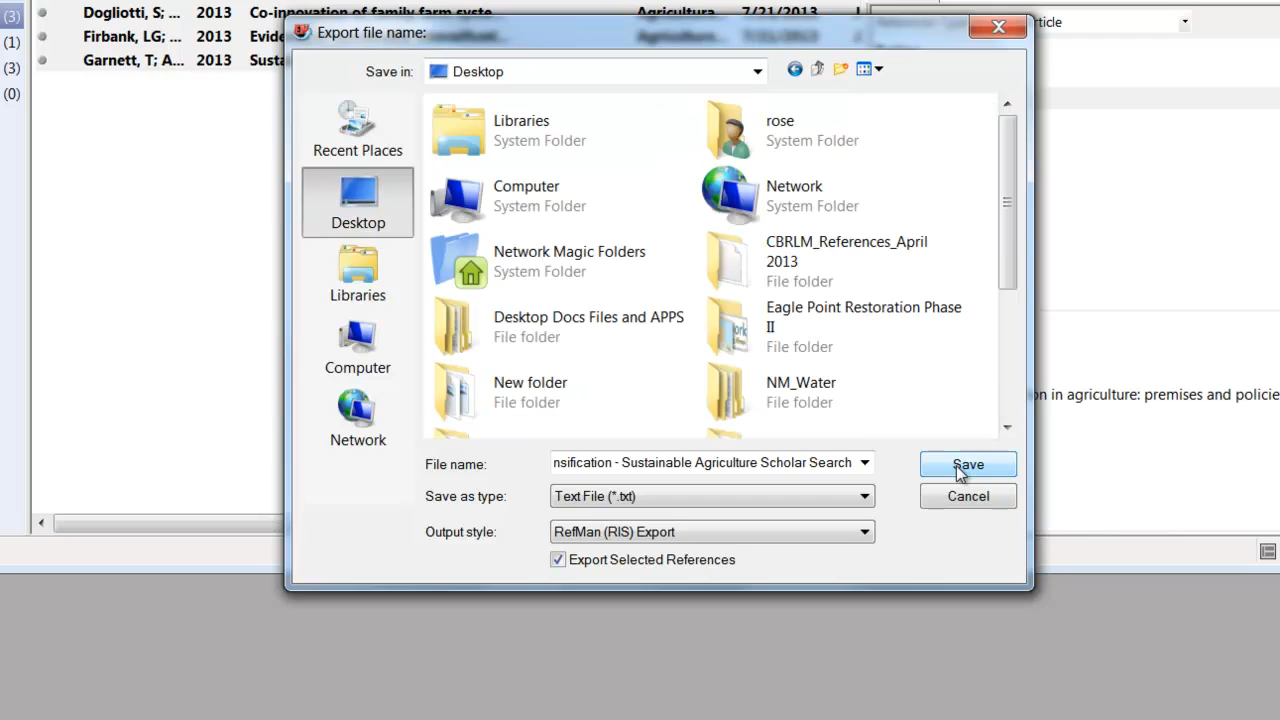 (3)
Dogliotti, S; ... 2013 Co-innovation of family farm syste... Agricultura... 7/21/2013
(1)
Firbank, LG; ... 2013
(3)
Garnett, T; A... 2013
(0)
Export file name:
Save in: Desktop
Recent Places
Desktop
Libraries
Computer
Network
Libraries
System Folder
rose
System Folder
Computer
System Folder
Network
System Folder
Network Magic Folders
System Folder
CBRLM_References_April
2013
File folder
Desktop Docs Files and APPS
File folder
Eagle Point Restoration Phase
II
File folder
New folder
File folder
NM_Water
File folder
File name: nsification - Sustainable Agriculture Scholar Search
Save
Save as type: Text File (*.txt)
Cancel
Output style: RefMan (RIS) Export
Export Selected References
on in agriculture: premises and policie